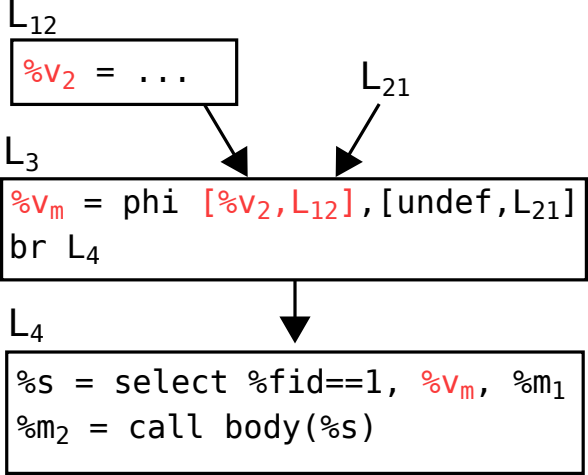 L₁₂
%v₂ = ...
L₂₁
L₃
%vₘ = phi [%v₂,L₁₂],[undef,L₂₁]
br L₄
L₄
%s = select %fid==1, %vₘ, %m₁
%m₂ = call body(%s)